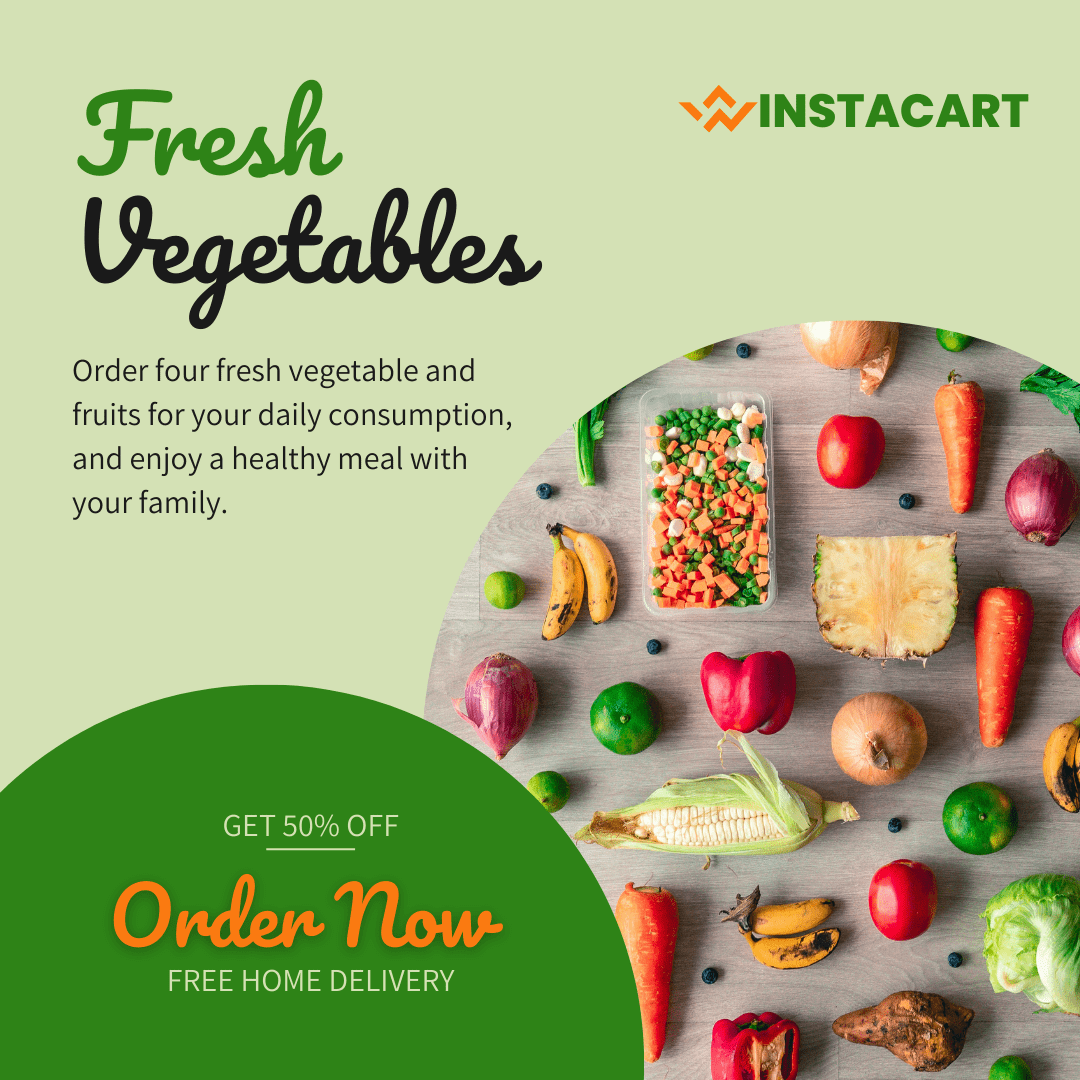 Fresh
Vegetables
INSTACART
Order four fresh vegetable and
fruits for your daily consumption,
and enjoy a healthy meal with
your family.
GET 50% OFF
Order Now
FREE HOME DELIVERY